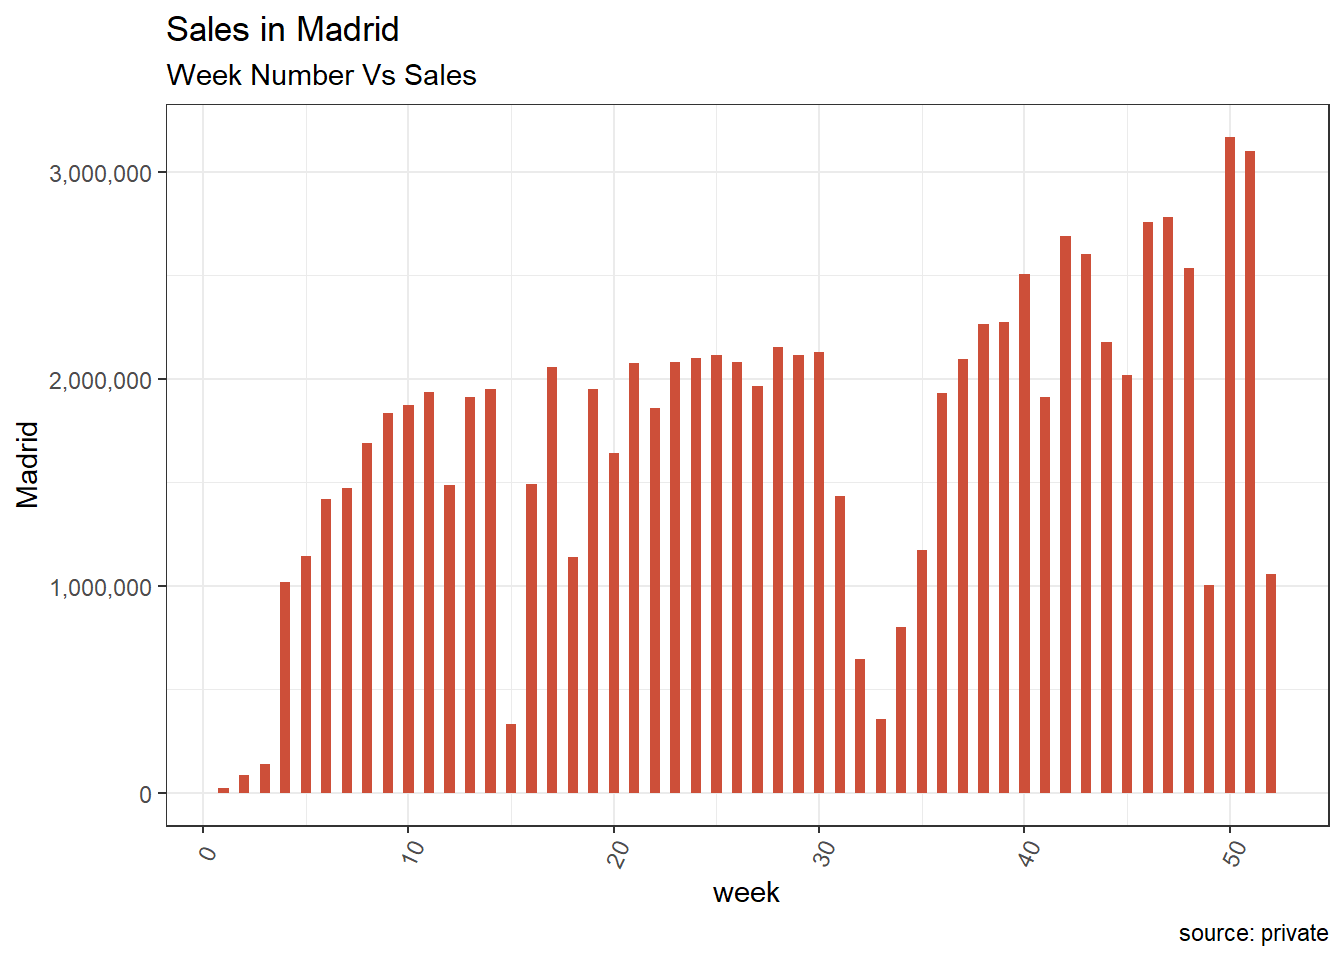 Sales in Madrid
Week Number Vs Sales
3,000,000
2,000,000
1,000,000
0
Madrid
0 10 20 30 40 50
week
source: private